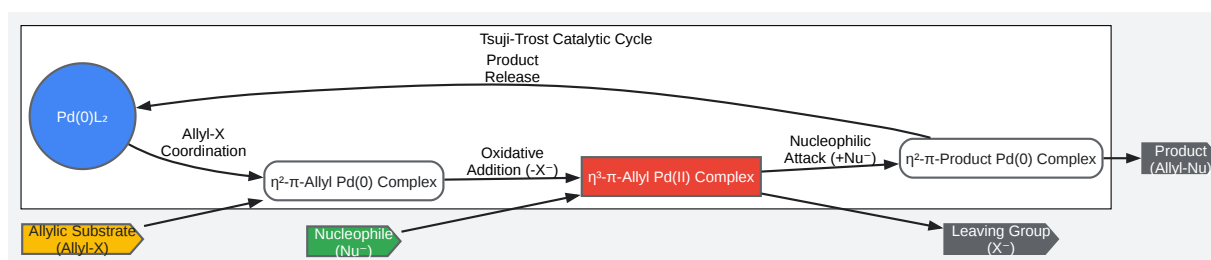 Tsuji-Trost Catalytic Cycle
Product
Release
Pd(0)L₂
Allyl-X
Coordination
η²-π-Allyl Pd(0) Complex
Oxidative
Addition (-X⁻)
η³-π-Allyl Pd(II) Complex
Nucleophilic
Attack (+Nu⁻)
η²-π-Product Pd(0) Complex
Product
(Allyl-Nu)
Allylic Substrate
(Allyl-X)
Nucleophile
(Nu⁻)
Leaving Group
(X⁻)